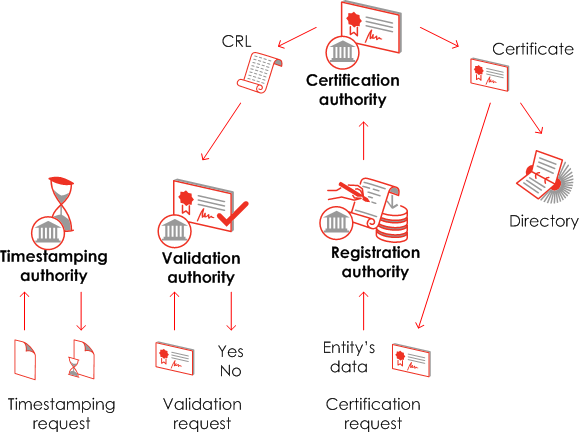 CRL
Certificate
Certification
authority
Directory
Timestamping
authority
Validation
authority
Registration
authority
Yes
No
Entity's
data
Timestamping
request
Validation
request
Certification
request